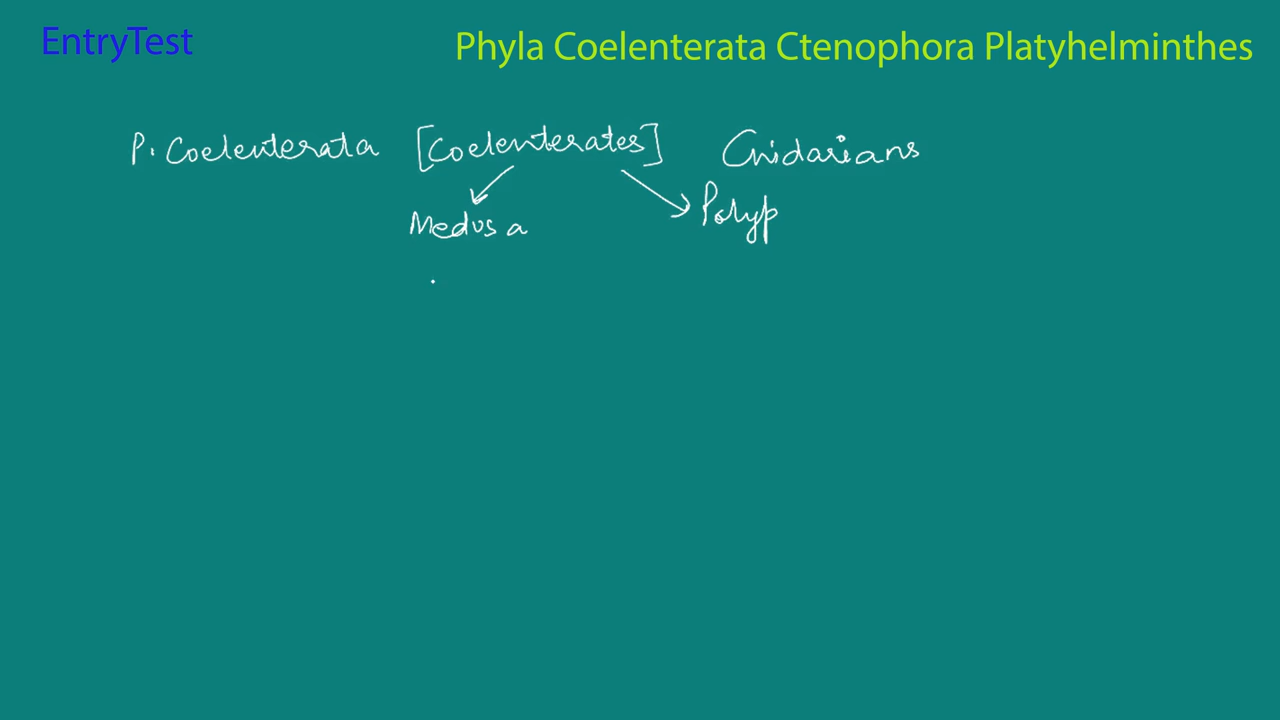 EntryTest
Phyla Coelenterata Ctenophora Platyhelminthes
P. Coelenterata [Coelenterates] Cnidarians
Medusa Polyp